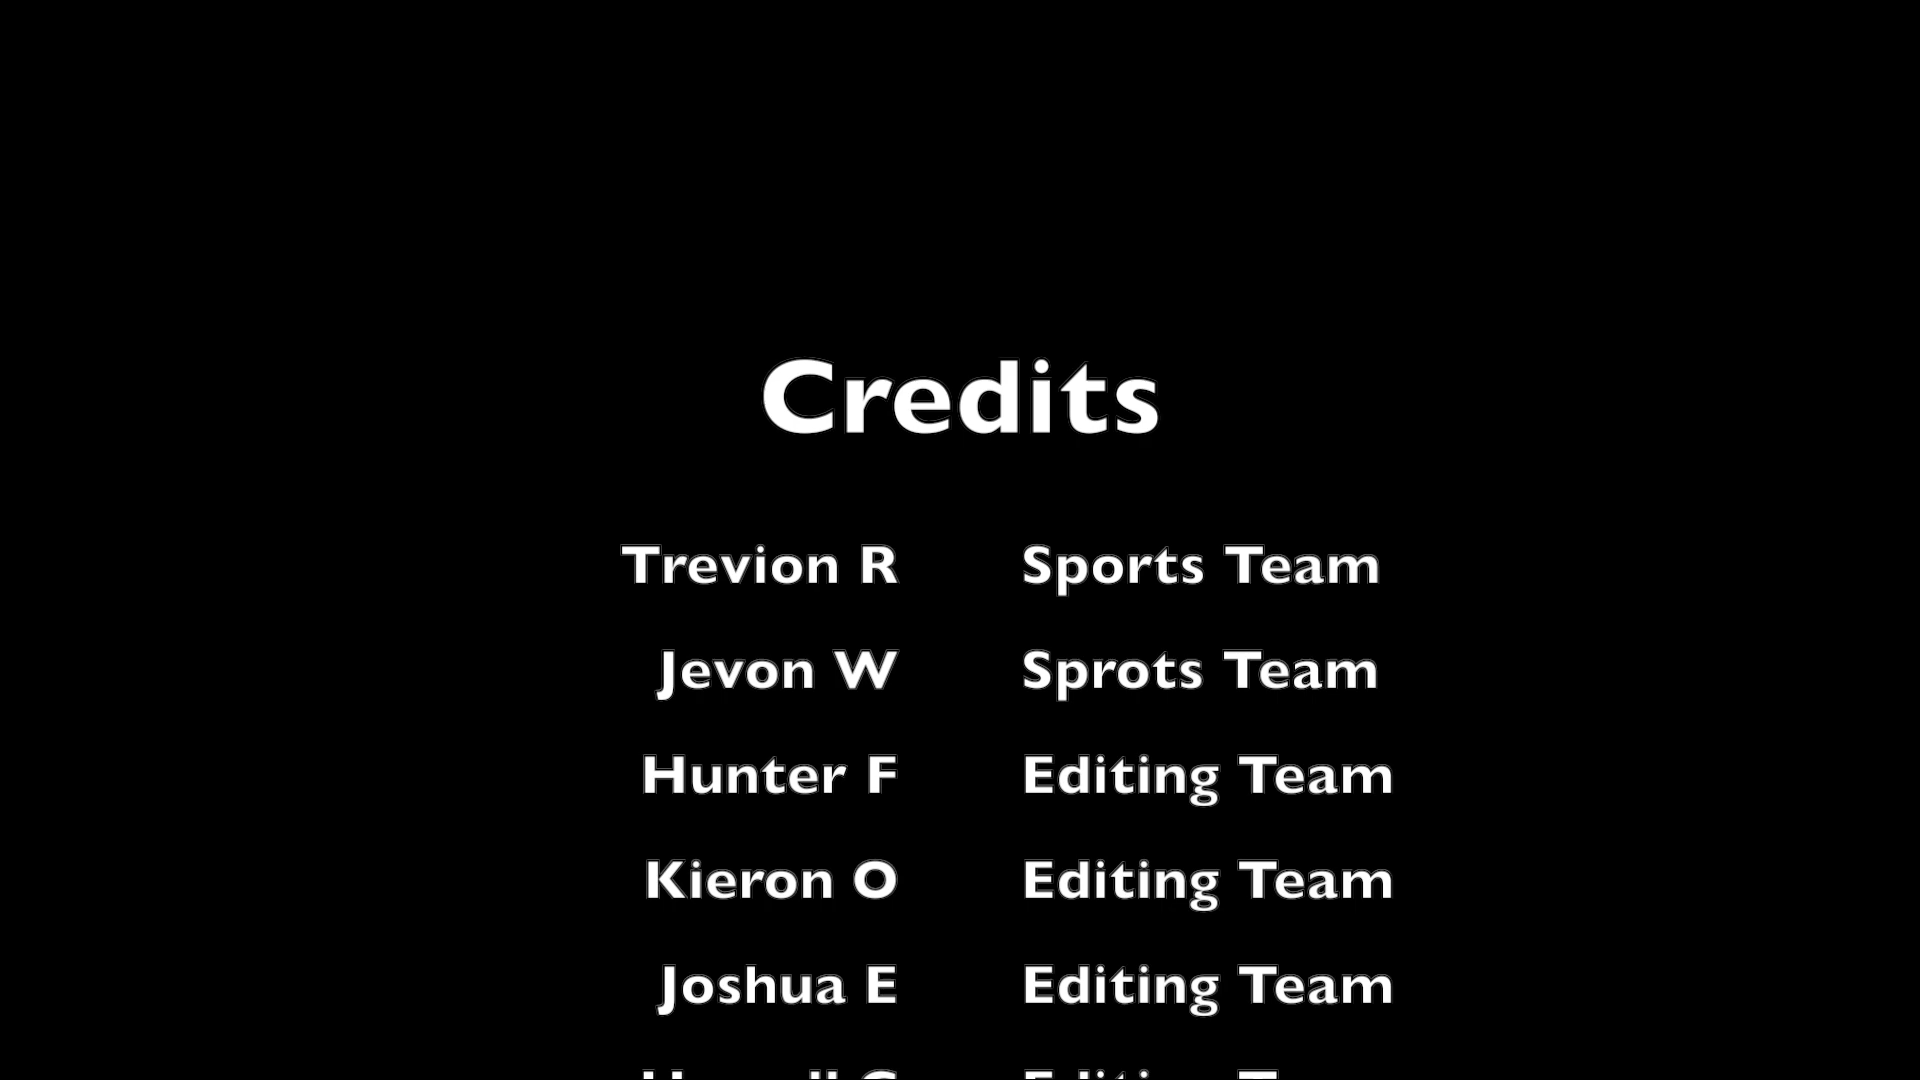 Credits
Trevion R Sports Team
Jevon W Sprots Team
Hunter F Editing Team
Kieron O Editing Team
Joshua E Editing Team